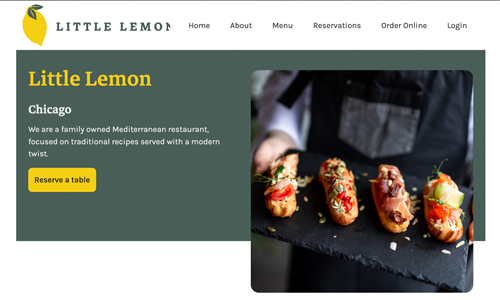 LITTLE LEMON
Home About Menu Reservations Order Online Login
Little Lemon
Chicago
We are a family owned Mediterranean restaurant,
focused on traditional recipes served with a modern
twist.
Reserve a table